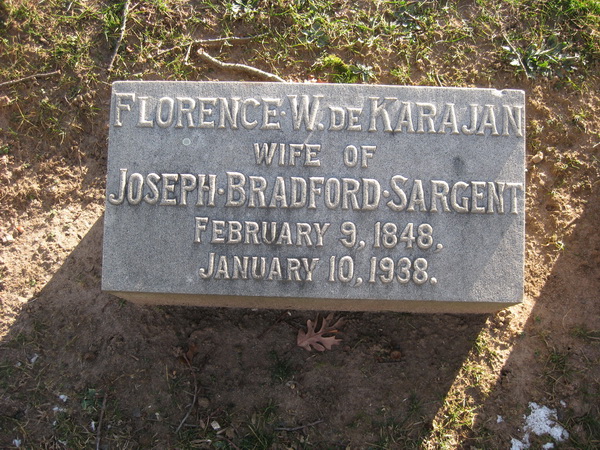 FLORENCE·W. DE KARAJAN
WIFE OF
JOSEPH·BRADFORD·SARGENT
FEBRUARY 9, 1848.
JANUARY 10, 1938.